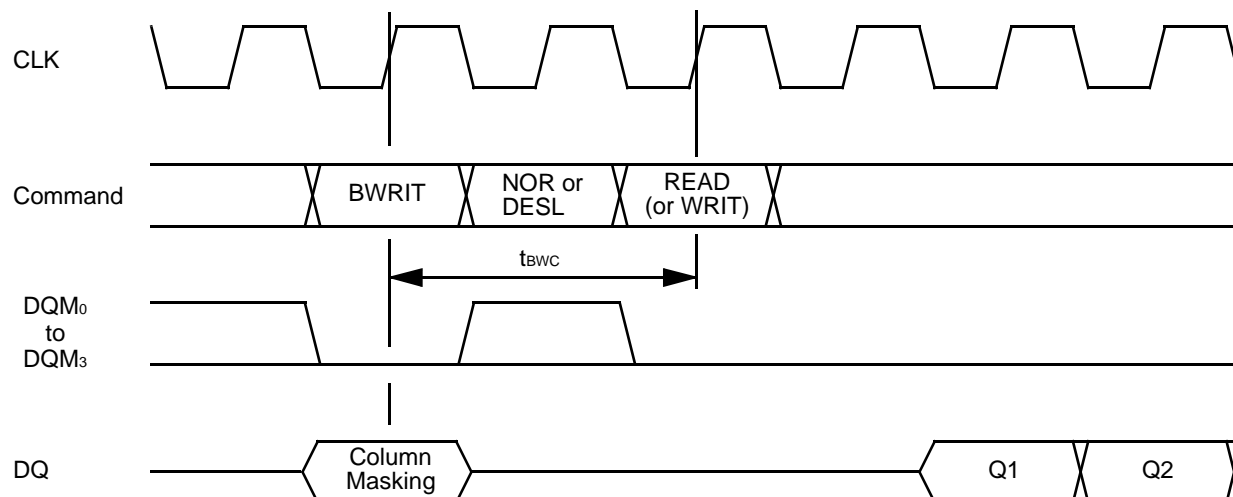 CLK
Command
BWRIT
NOR or
DESL
READ
(or WRIT)
tBWC
DQM0
to
DQM3
DQ
Column
Masking
Q1
Q2